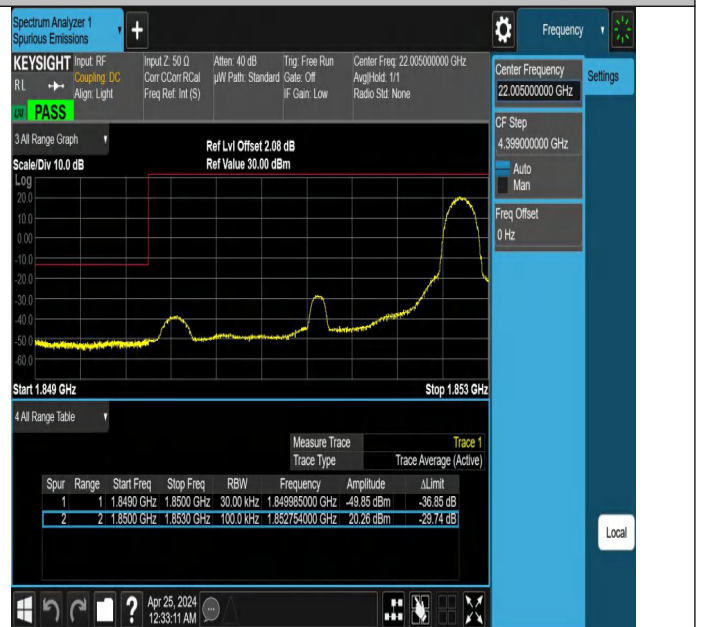 Spectrum Analyzer 1
Spurious Emissions
+
Frequency
KEYSIGHT Input: RF Input Z: 50 Ω Atten: 40 dB Trig: Free Run Center Freq: 22.005000000 GHz
RL Coupling: DC Corr CCorr RCal µW Path: Standard Gate: Off Avg|Hold: 1/1
Align: Light Freq Ref: Int (S) IF Gain: Low Radio Std: None
PASS
Center Frequency
22.005000000 GHz
Settings
CF Step
4.399000000 GHz
Auto
Man
Freq Offset
0 Hz
3 All Range Graph
Ref Lvl Offset 2.08 dB
Scale/Div 10.0 dB Ref Value 30.00 dBm
Log
20.0
10.0
0.00
-10.0
-20.0
-30.0
-40.0
-50.0
-60.0
Start 1.849 GHz Stop 1.853 GHz
4 All Range Table
Measure Trace Trace 1
Trace Type Trace Average (Active)
Spur Range Start Freq Stop Freq RBW Frequency Amplitude ΔLimit
1 1 1.8490 GHz 1.8500 GHz 30.00 kHz 1.849985000 GHz -49.85 dBm -36.85 dB
2 2 1.8500 GHz 1.8530 GHz 100.0 kHz 1.852754000 GHz 20.26 dBm -29.74 dB
Local
? Apr 25, 2024
12:33:11 AM